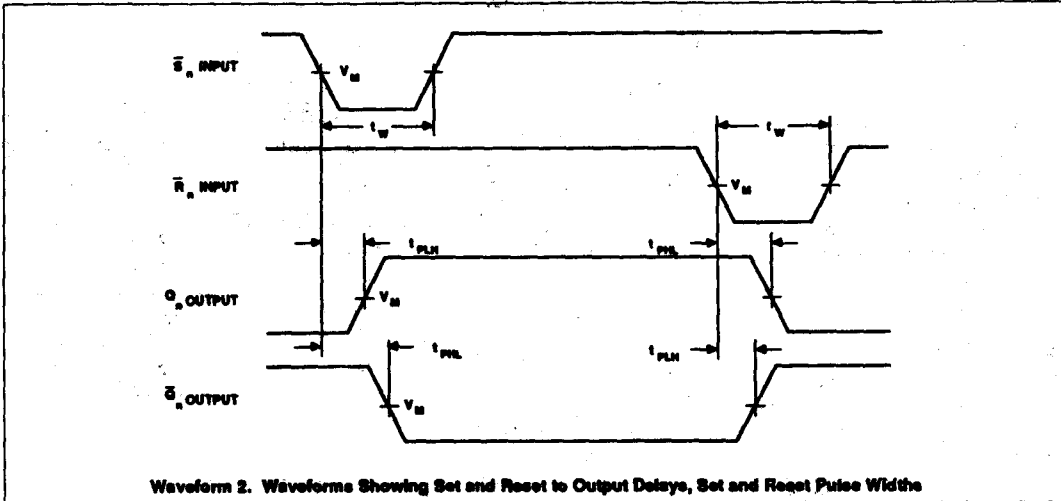 S̅n INPUT
VM
tW
tW
R̅n INPUT
VM
tPLH
tPHL
Qn OUTPUT
VM
tPHL
tPLH
Q̅n OUTPUT
VM
Waveform 2. Waveforms Showing Set and Reset to Output Delays, Set and Reset Pulse Widths